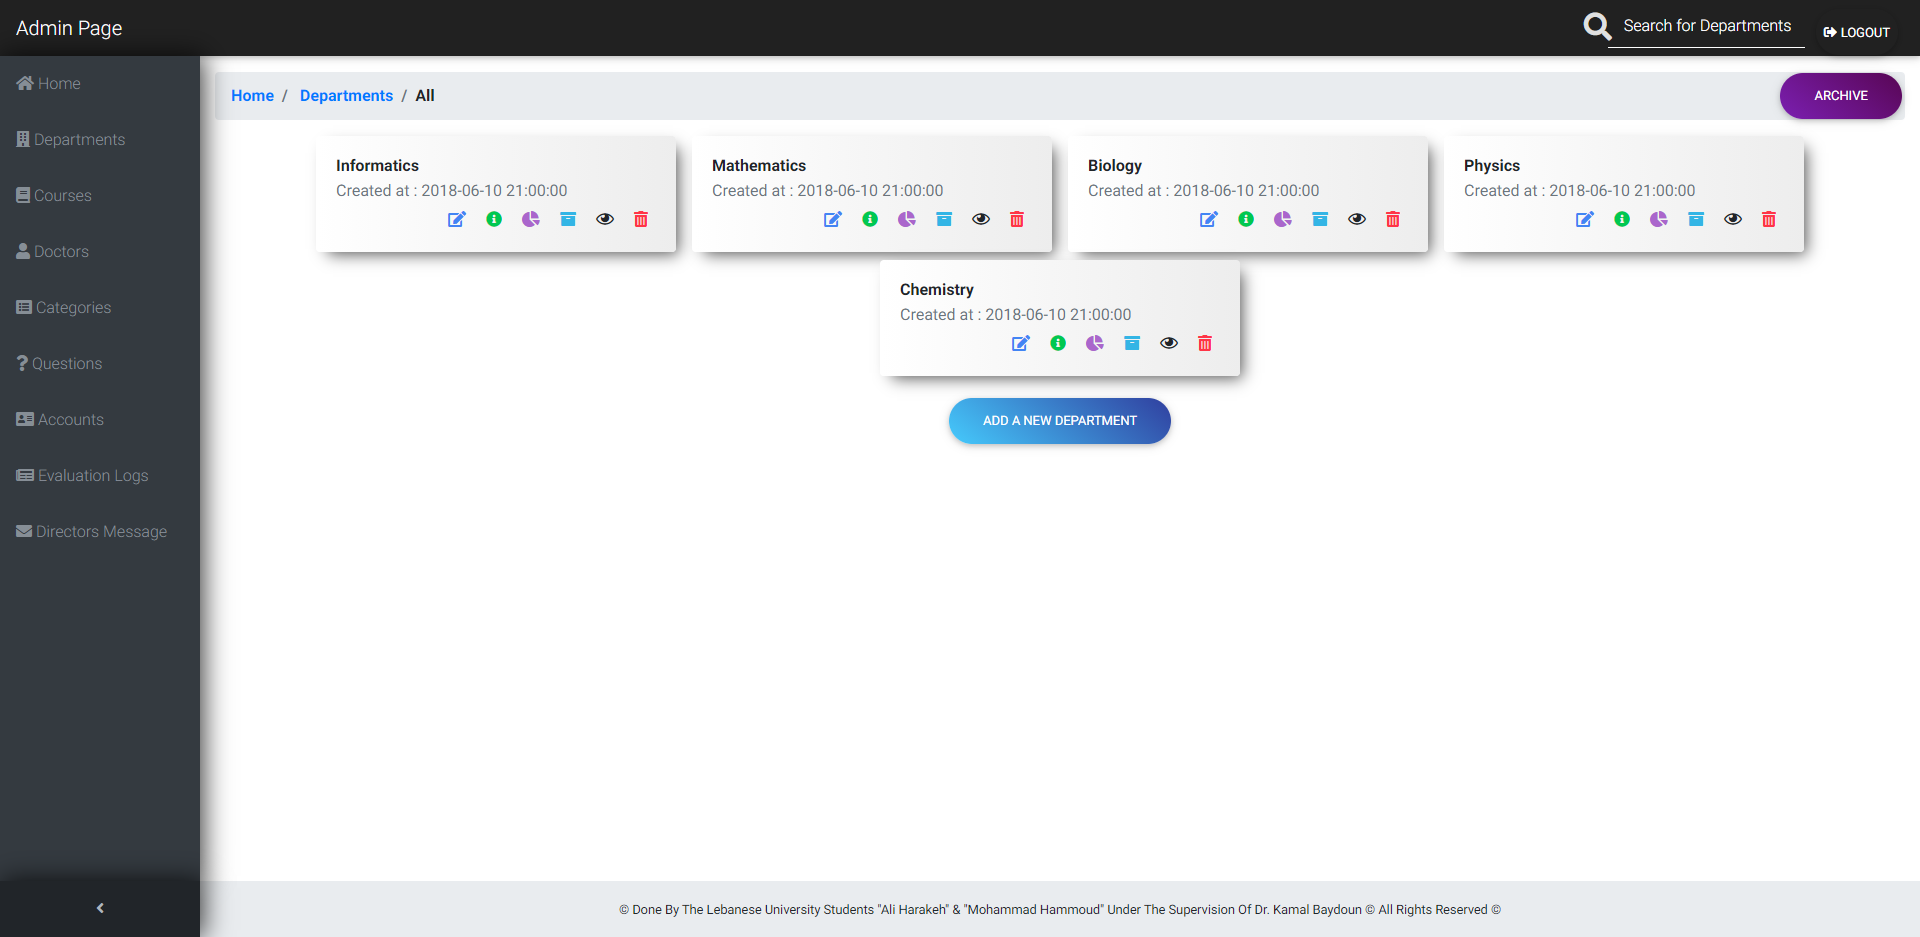 Admin Page
Search for Departments
LOGOUT
Home
Departments
Courses
Doctors
Categories
Questions
Accounts
Evaluation Logs
Directors Message
Home / Departments / All
ARCHIVE
Informatics
Created at : 2018-06-10 21:00:00
Mathematics
Created at : 2018-06-10 21:00:00
Biology
Created at : 2018-06-10 21:00:00
Physics
Created at : 2018-06-10 21:00:00
Chemistry
Created at : 2018-06-10 21:00:00
ADD A NEW DEPARTMENT
© Done By The Lebanese University Students "Ali Harakeh" & "Mohammad Hammoud" Under The Supervision Of Dr. Kamal Baydoun © All Rights Reserved ©